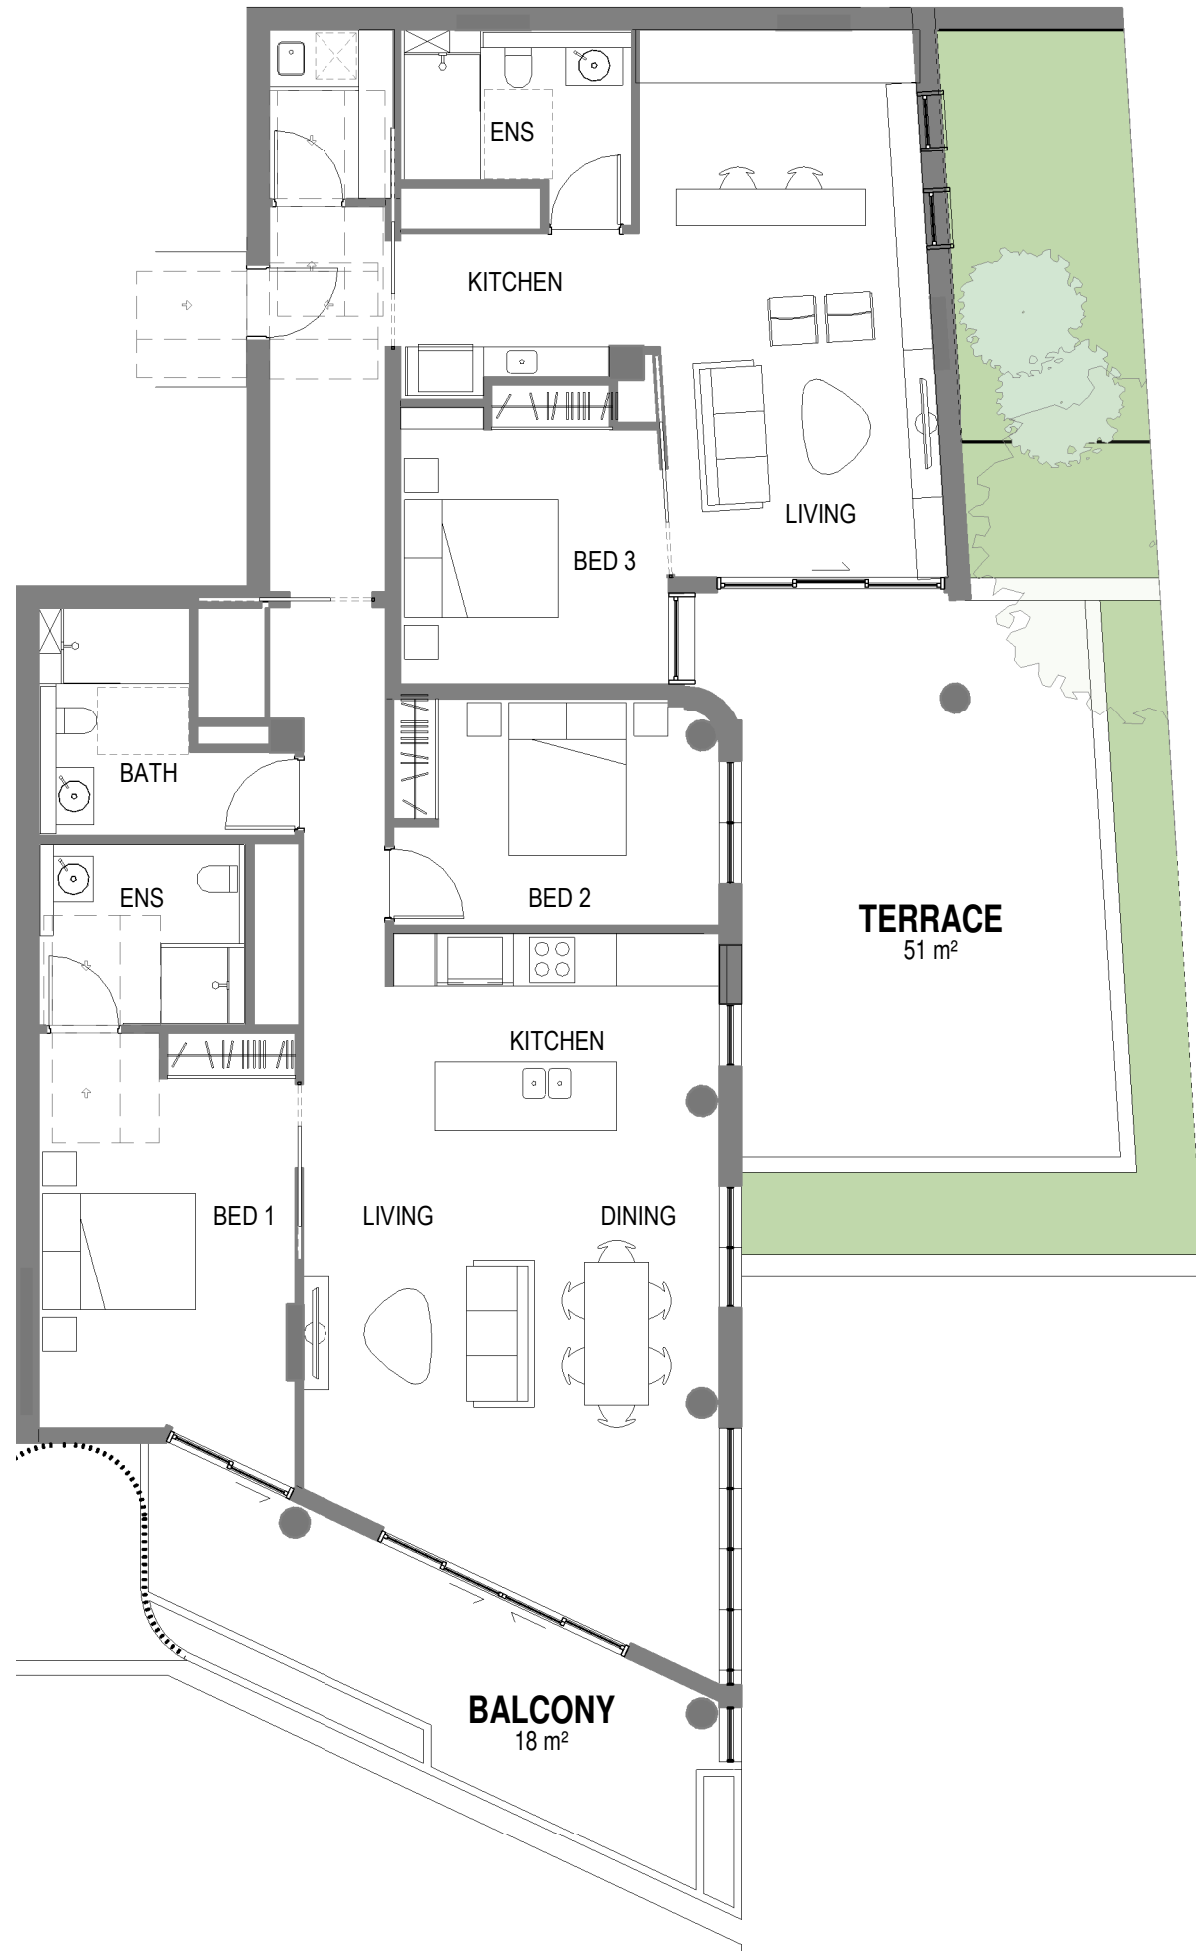 ENS
KITCHEN
LIVING
BED 3
BATH
ENS
BED 2
TERRACE
51 m²
KITCHEN
BED 1
LIVING
DINING
BALCONY
18 m²